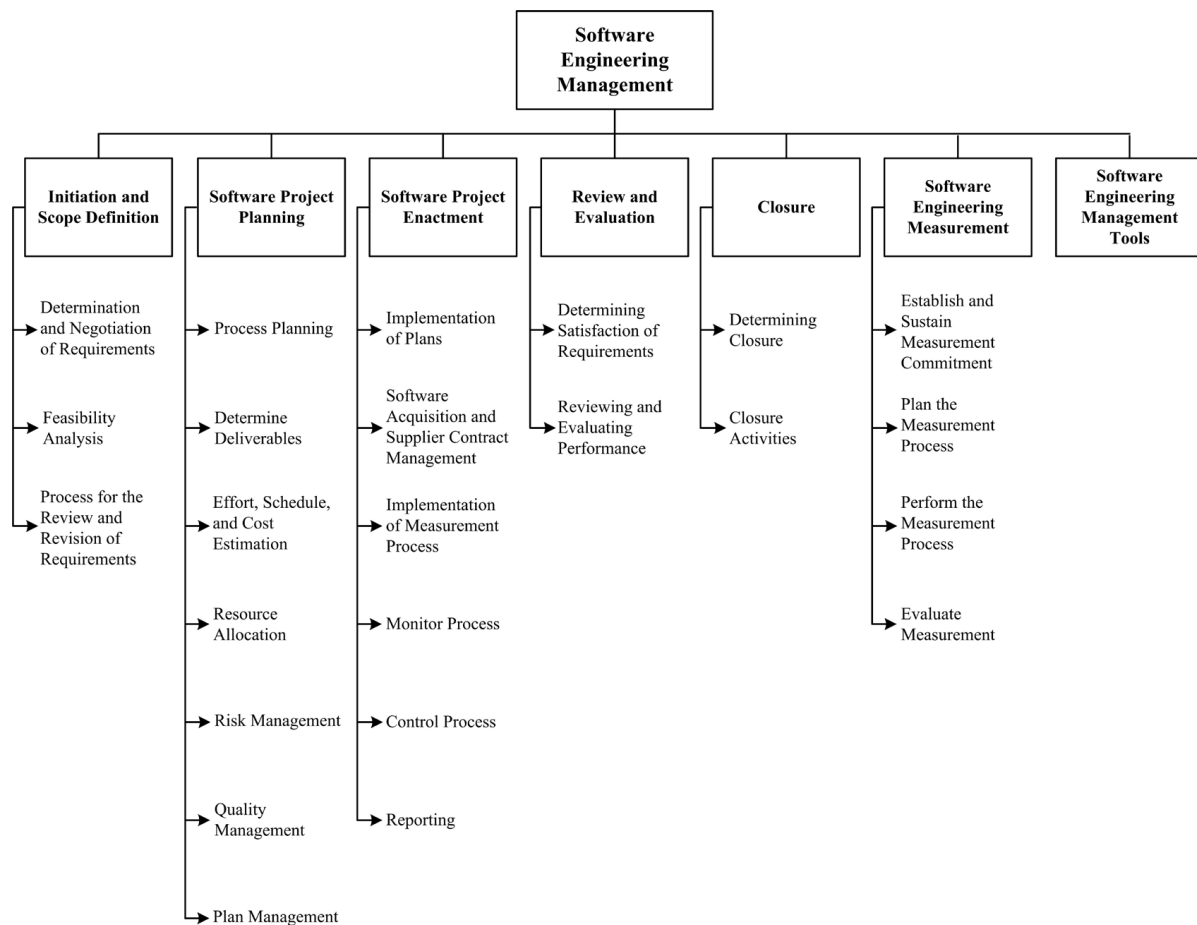 Software
Engineering
Management
Initiation and
Scope Definition
Determination
and Negotiation
of Requirements
Feasibility
Analysis
Process for the
Review and
Revision of
Requirements
Software Project
Planning
Process Planning
Determine
Deliverables
Effort, Schedule,
and Cost
Estimation
Resource
Allocation
Risk Management
Quality
Management
Plan Management
Software Project
Enactment
Implementation
of Plans
Software
Acquisition and
Supplier Contract
Management
Implementation
of Measurement
Process
Monitor Process
Control Process
Reporting
Review and
Evaluation
Determining
Satisfaction of
Requirements
Reviewing and
Evaluating
Performance
Closure
Determining
Closure
Closure
Activities
Software
Engineering
Measurement
Establish and
Sustain
Measurement
Commitment
Plan the
Measurement
Process
Perform the
Measurement
Process
Evaluate
Measurement
Software
Engineering
Management
Tools